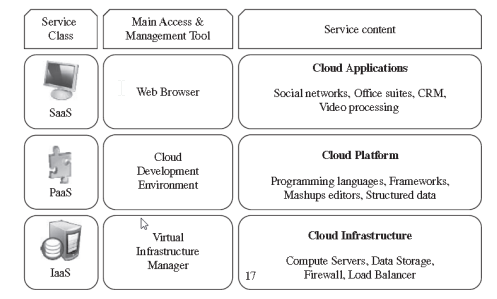 Service
Class
Main Access &
Management Tool
Service content
SaaS
Web Browser
Cloud Applications
Social networks, Office suites, CRM,
Video processing
PaaS
Cloud
Development
Environment
Cloud Platform
Programming languages, Frameworks,
Mashups editors, Structured data
IaaS
Virtual
Infrastructure
Manager
Cloud Infrastructure
Compute Servers, Data Storage,
Firewall, Load Balancer
17